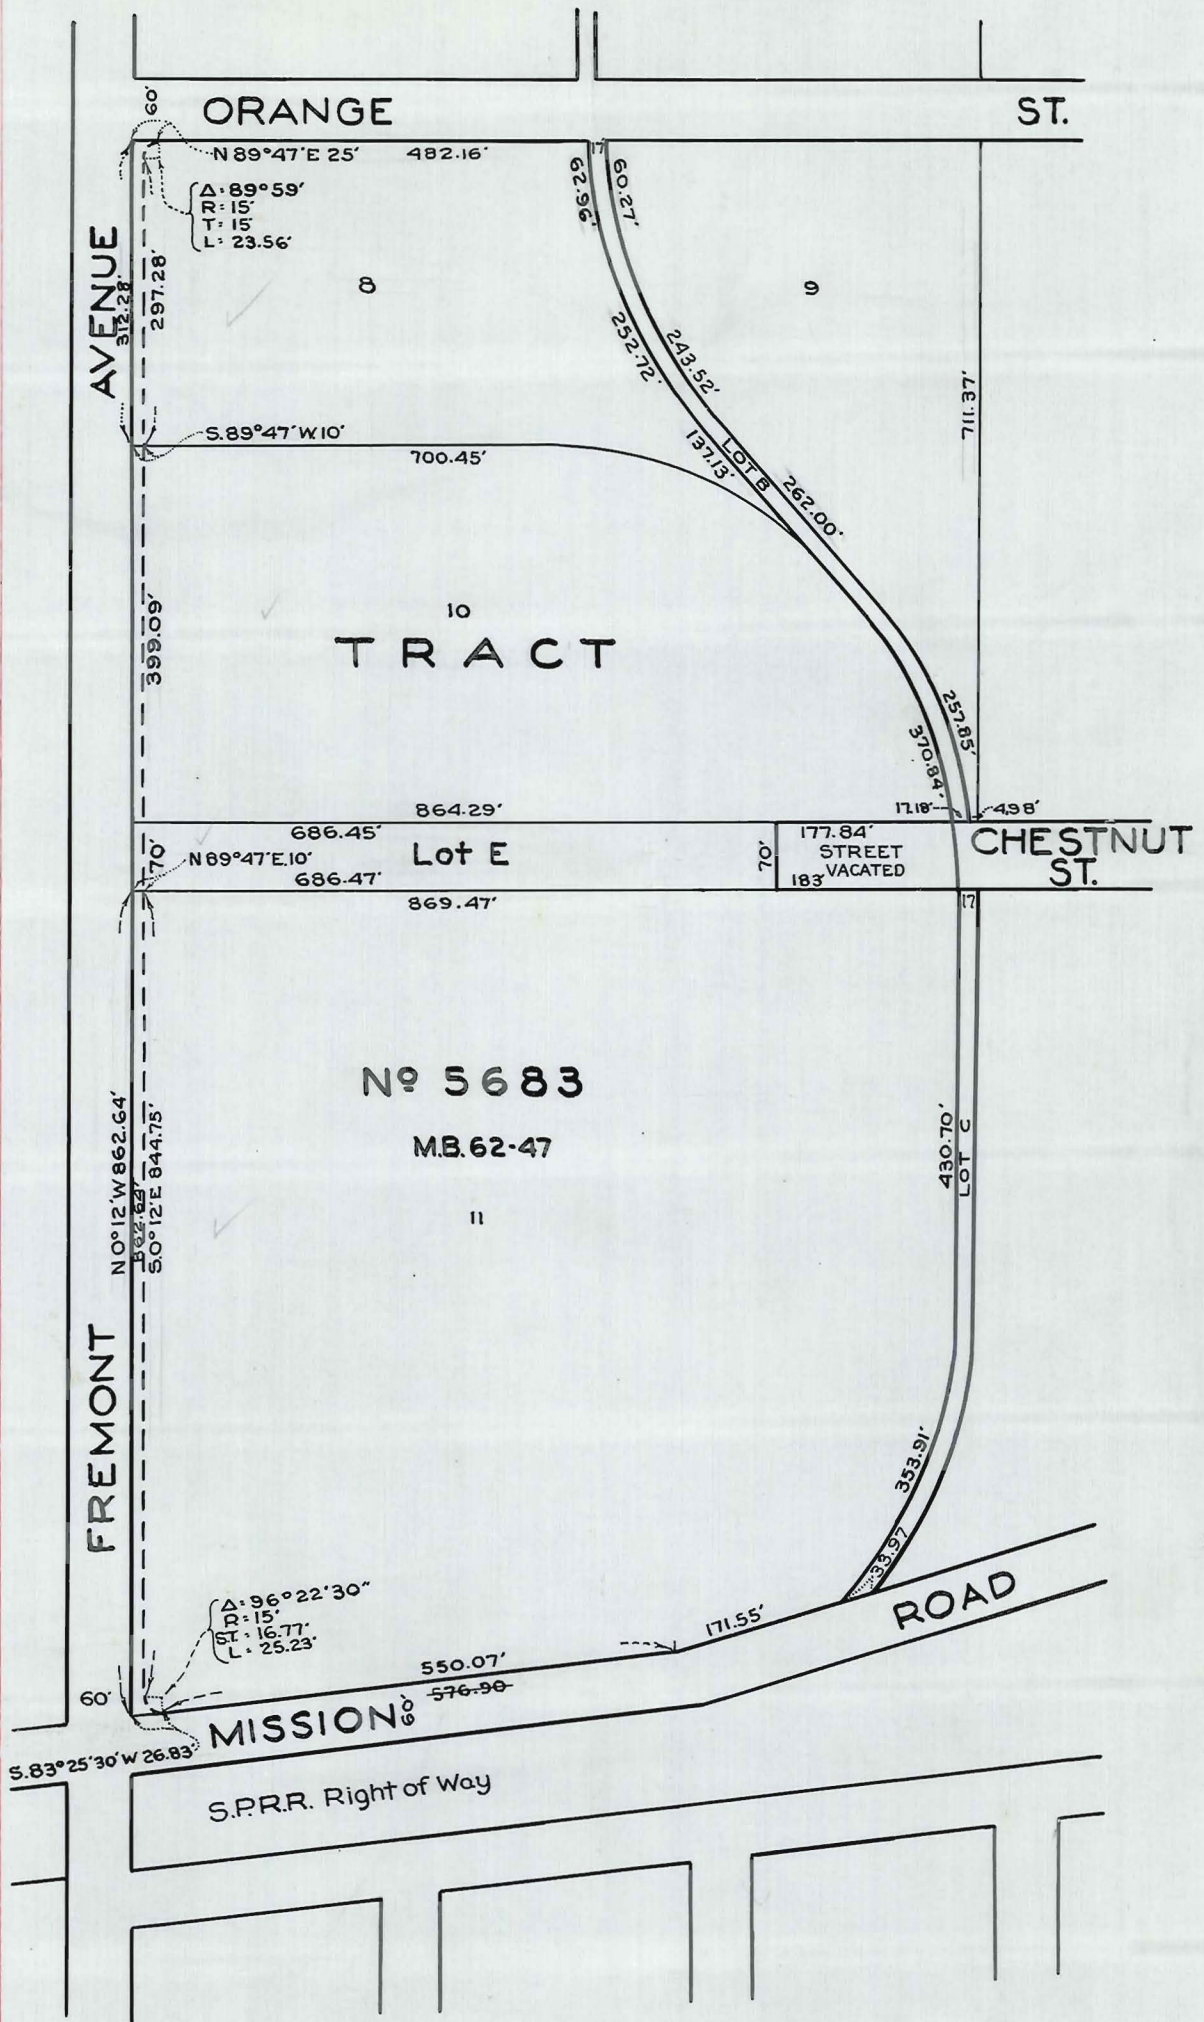 60'
ORANGE ST.
N 89°47'E 25' 482.16'
17
Δ: 89°59'
R: 15'
T: 15'
L: 23.56'
62.96'
60.27'
AVENUE
312.28'
297.28'
8
9
252.72'
243.52'
711.37'
S.89°47'W.10'
700.45'
137.13'
LOT B
262.00'
399.09'
10
TRACT
257.85'
370.84'
864.29'
17.18'
4.98'
686.45'
177.84'
CHESTNUT
ST.
70'
N 89°47'E.10'
Lot E
70'
STREET
VACATED
686.47'
183'
869.47'
17
Nº 5683
M.B. 62-47
11
N 0°12'W 862.64'
862.64'
S.0°12'E 844.75'
430.70'
LOT C
FREMONT
353.91'
33.97
Δ: 96°22'30"
R: 15'
S.T.: 16.77'
L: 25.23'
171.55'
ROAD
550.07'
576.90
60'
MISSION
60'
S.83°25'30"W 26.83'
S.P.R.R. Right of Way